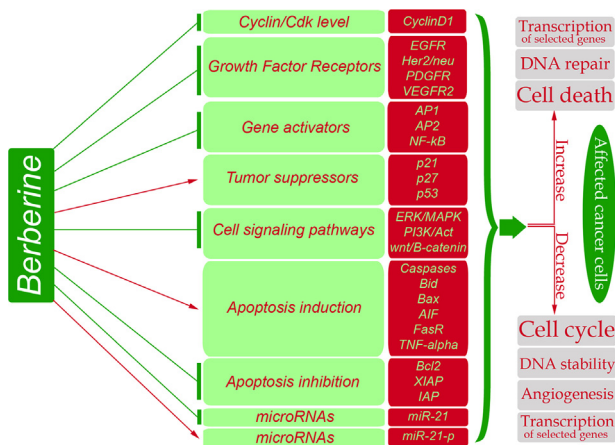 Berberine
Cyclin/Cdk level
CyclinD1
Growth Factor Receptors
EGFR
Her2/neu
PDGFR
VEGFR2
Gene activators
AP1
AP2
NF-kB
Tumor suppressors
p21
p27
p53
Cell signaling pathways
ERK/MAPK
PI3K/Act
wnt/B-catenin
Apoptosis induction
Caspases
Bid
Bax
AIF
FasR
TNF-alpha
Apoptosis inhibition
Bcl2
XIAP
IAP
microRNAs
miR-21
microRNAs
miR-21-p
Transcription
of selected genes
DNA repair
Cell death
Increase
Decrease
Affected cancer cells
Cell cycle
DNA stability
Angiogenesis
Transcription
of selected genes